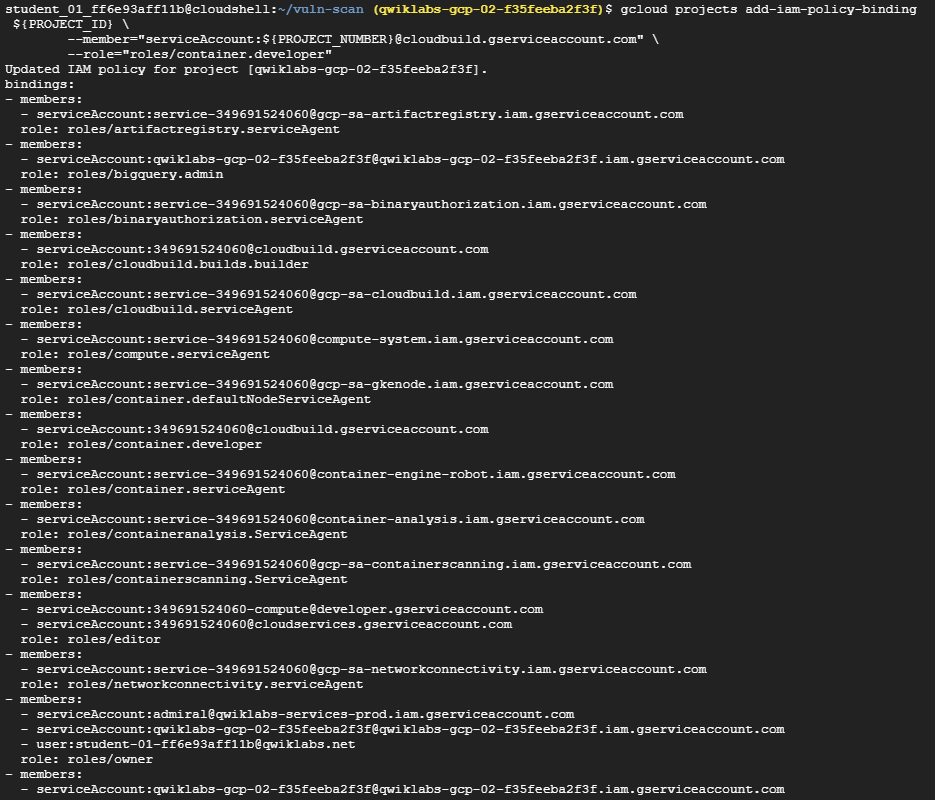 student_01_ff6e93aff11b@cloudshell:~/vuln-scan (qwiklabs-gcp-02-f35feeba2f3f)$ gcloud projects add-iam-policy-binding
${PROJECT_ID} \
--member="serviceAccount:${PROJECT_NUMBER}@cloudbuild.gserviceaccount.com" \
--role="roles/container.developer"
Updated IAM policy for project [qwiklabs-gcp-02-f35feeba2f3f].
bindings:
- members:
- serviceAccount:service-349691524060@gcp-sa-artifactregistry.iam.gserviceaccount.com
role: roles/artifactregistry.serviceAgent
- members:
- serviceAccount:qwiklabs-gcp-02-f35feeba2f3f@qwiklabs-gcp-02-f35feeba2f3f.iam.gserviceaccount.com
role: roles/bigquery.admin
- members:
- serviceAccount:service-349691524060@gcp-sa-binaryauthorization.iam.gserviceaccount.com
role: roles/binaryauthorization.serviceAgent
- members:
- serviceAccount:349691524060@cloudbuild.gserviceaccount.com
role: roles/cloudbuild.builds.builder
- members:
- serviceAccount:service-349691524060@gcp-sa-cloudbuild.iam.gserviceaccount.com
role: roles/cloudbuild.serviceAgent
- members:
- serviceAccount:service-349691524060@compute-system.iam.gserviceaccount.com
role: roles/compute.serviceAgent
- members:
- serviceAccount:service-349691524060@gcp-sa-gkenode.iam.gserviceaccount.com
role: roles/container.defaultNodeServiceAgent
- members:
- serviceAccount:349691524060@cloudbuild.gserviceaccount.com
role: roles/container.developer
- members:
- serviceAccount:service-349691524060@container-engine-robot.iam.gserviceaccount.com
role: roles/container.serviceAgent
- members:
- serviceAccount:service-349691524060@container-analysis.iam.gserviceaccount.com
role: roles/containeranalysis.ServiceAgent
- members:
- serviceAccount:service-349691524060@gcp-sa-containerscanning.iam.gserviceaccount.com
role: roles/containerscanning.ServiceAgent
- members:
- serviceAccount:349691524060-compute@developer.gserviceaccount.com
- serviceAccount:349691524060@cloudservices.gserviceaccount.com
role: roles/editor
- members:
- serviceAccount:service-349691524060@gcp-sa-networkconnectivity.iam.gserviceaccount.com
role: roles/networkconnectivity.serviceAgent
- members:
- serviceAccount:admiral@qwiklabs-services-prod.iam.gserviceaccount.com
- serviceAccount:qwiklabs-gcp-02-f35feeba2f3f@qwiklabs-gcp-02-f35feeba2f3f.iam.gserviceaccount.com
- user:student-01-ff6e93aff11b@qwiklabs.net
role: roles/owner
- members:
- serviceAccount:qwiklabs-gcp-02-f35feeba2f3f@qwiklabs-gcp-02-f35feeba2f3f.iam.gserviceaccount.com